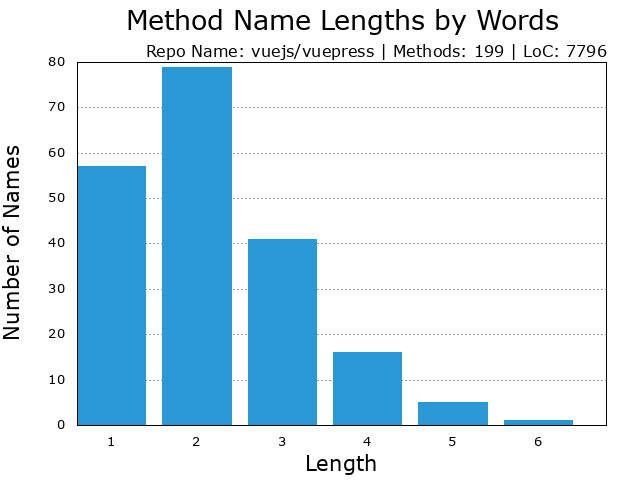 Method Name Lengths by Words
Repo Name: vuejs/vuepress | Methods: 199 | LoC: 7796
Number of Names
80
70
60
50
40
30
20
10
0
1 2 3 4 5 6
Length